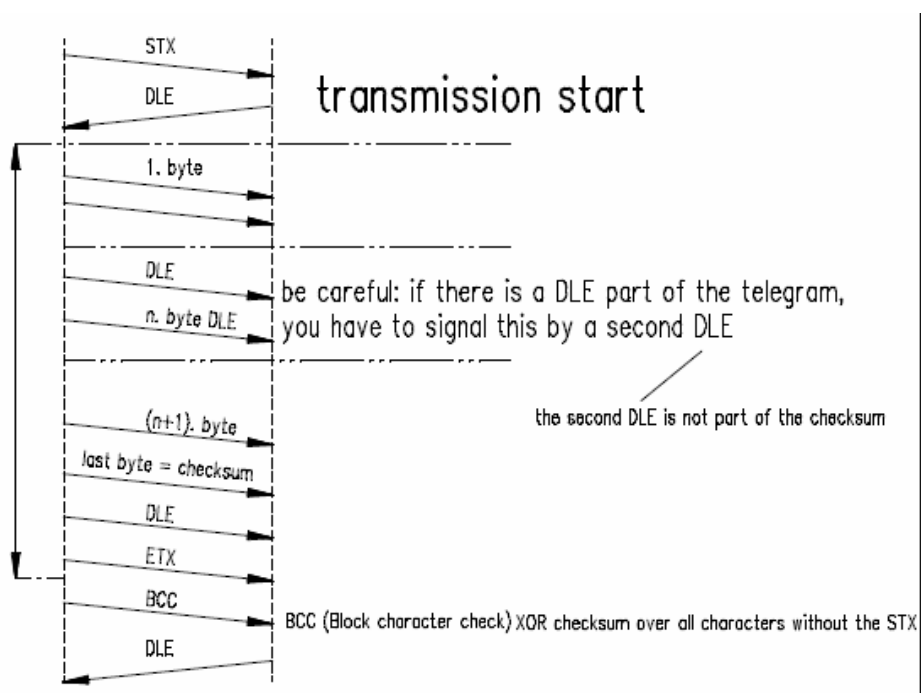 STX
DLE
transmission start
1. byte
DLE
be careful: if there is a DLE part of the telegram,
n. byte DLE
you have to signal this by a second DLE
the second DLE is not part of the checksum
(n+1). byte
last byte = checksum
DLE
ETX
BCC
BCC (Block character check) XOR checksum over all characters without the STX
DLE